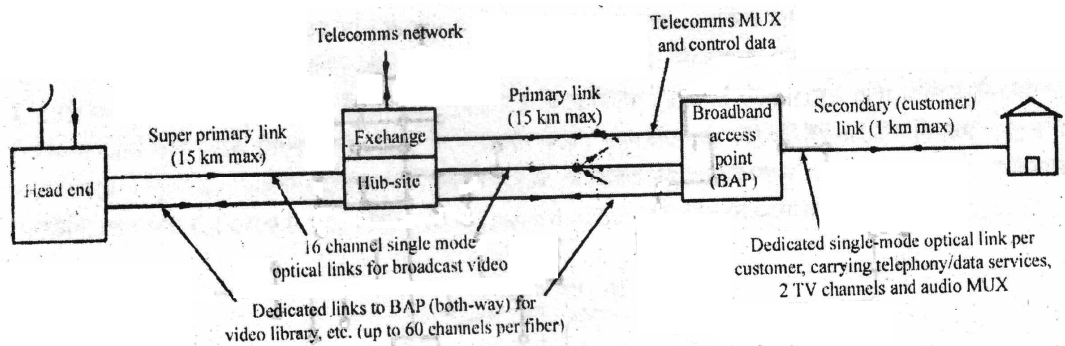 Telecomms network
Telecomms MUX
and control data
Super primary link
(15 km max)
Primary link
(15 km max)
Secondary (customer)
link (1 km max)
Head end
Exchange
Hub-site
Broadband
access
point
(BAP)
16 channel single mode
optical links for broadcast video
Dedicated links to BAP (both-way) for
video library, etc. (up to 60 channels per fiber)
Dedicated single-mode optical link per
customer, carrying telephony/data services,
2 TV channels and audio MUX